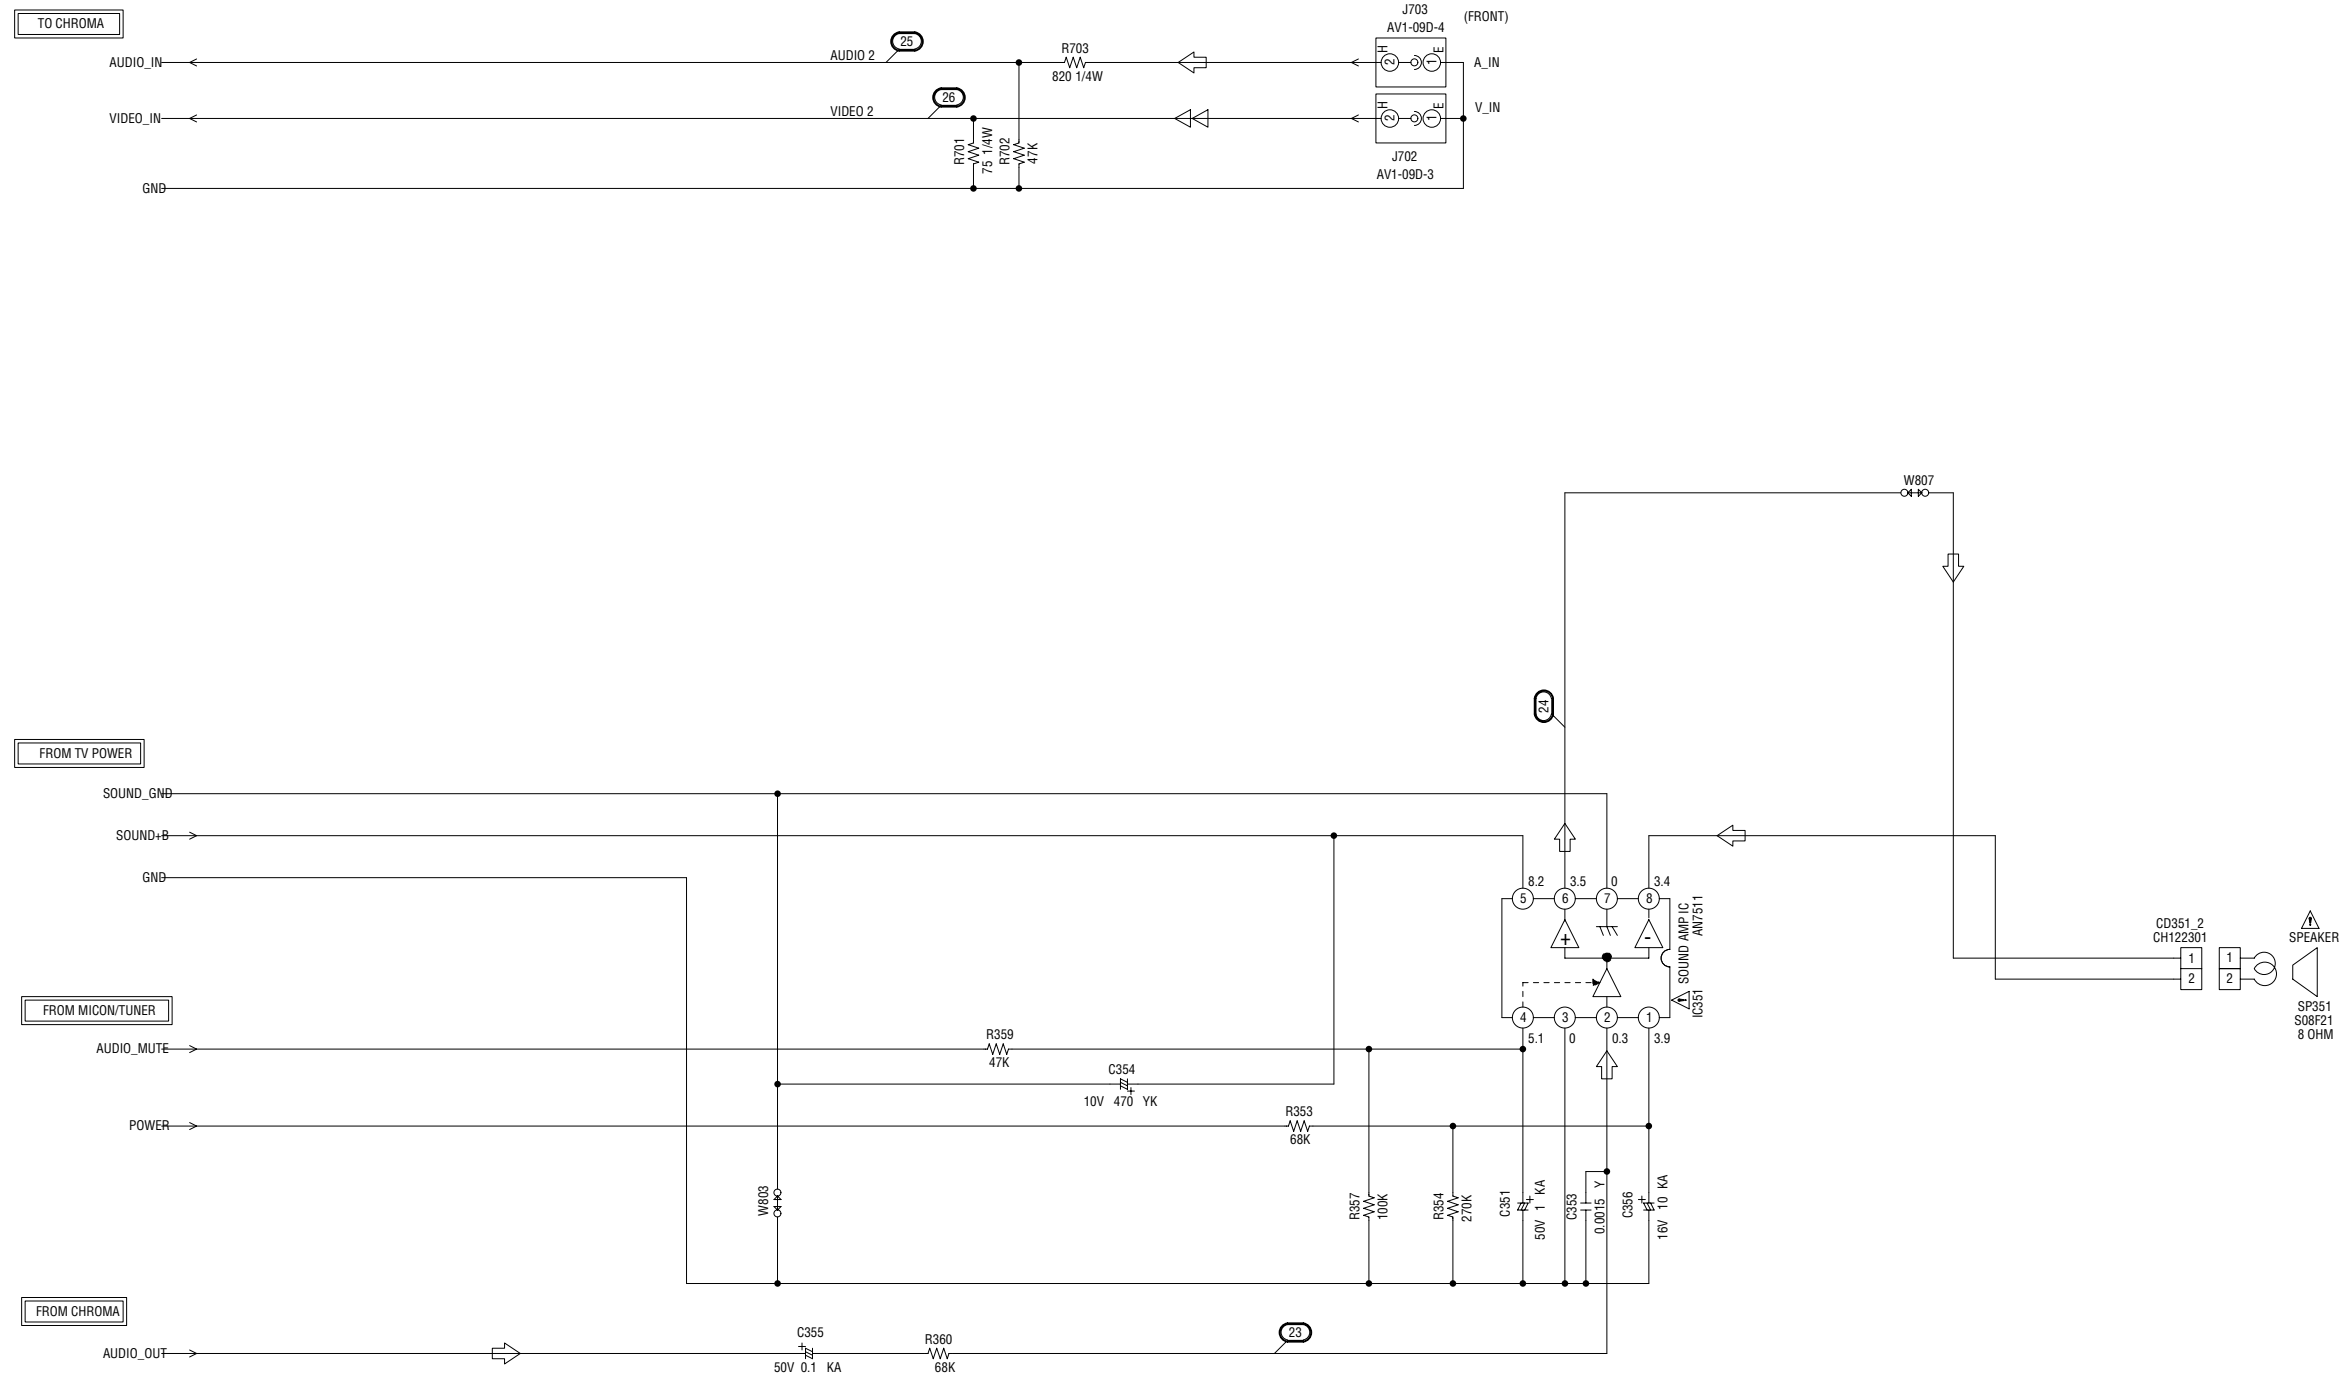 TO CHROMA
J703
AV1-09D-4
(FRONT)
AUDIO_IN
AUDIO 2
25
R703
820 1/4W
H
2
1
E
A_IN
VIDEO_IN
VIDEO 2
26
H
2
1
E
V_IN
R701
75 1/4W
R702
47K
J702
AV1-09D-3
GND
W807
24
FROM TV POWER
SOUND_GND
SOUND+B
GND
8.2
3.5
0
3.4
5
6
7
8
+
-
SOUND AMP IC
AN7511
IC351
4
3
2
1
5.1
0
0.3
3.9
CD351_2
CH122301
1
2
1
2
!
SPEAKER
SP351
S08F21
8 OHM
FROM MICON/TUNER
AUDIO_MUTE
R359
47K
C354
+
10V 470 YK
POWER
R353
68K
W803
R357
100K
R354
270K
C351
+
50V 1 KA
C353
0.0015 Y
C356
+
16V 10 KA
FROM CHROMA
AUDIO_OUT
C355
+
50V 0.1 KA
R360
68K
23